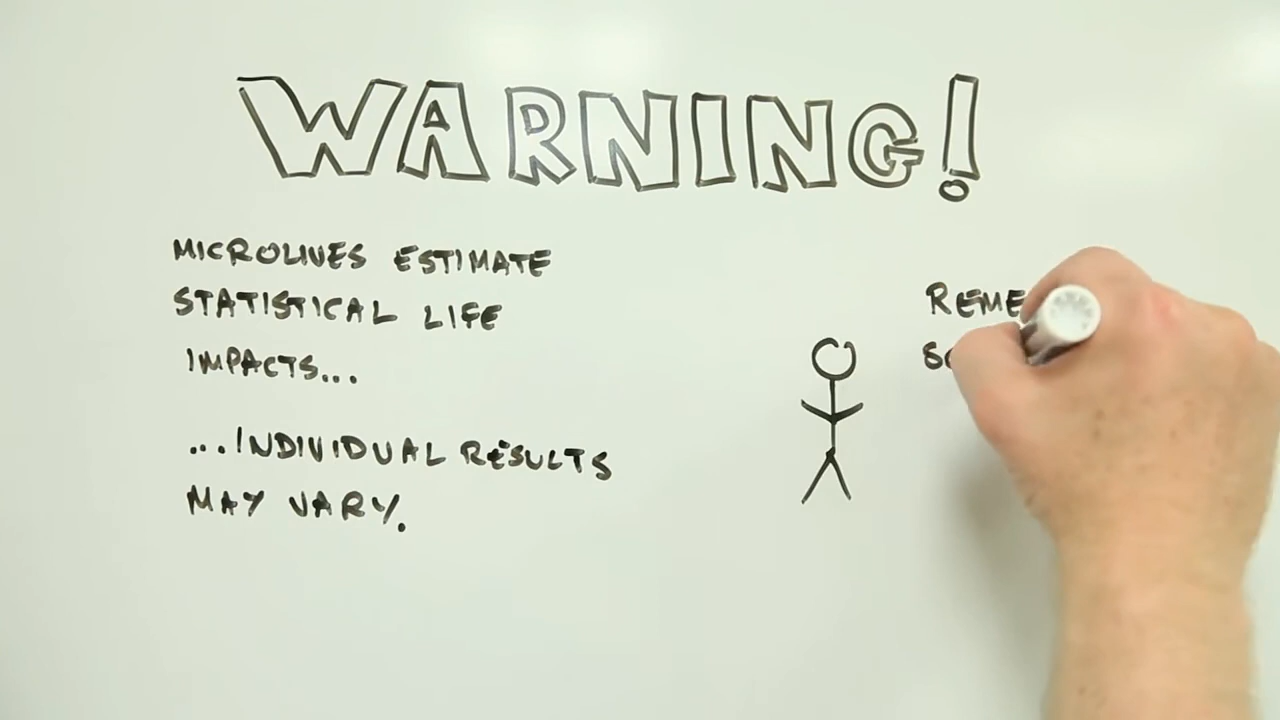 WARNING!
MICROLIVES ESTIMATE
STATISTICAL LIFE
IMPACTS...
...INDIVIDUAL RESULTS
MAY VARY.